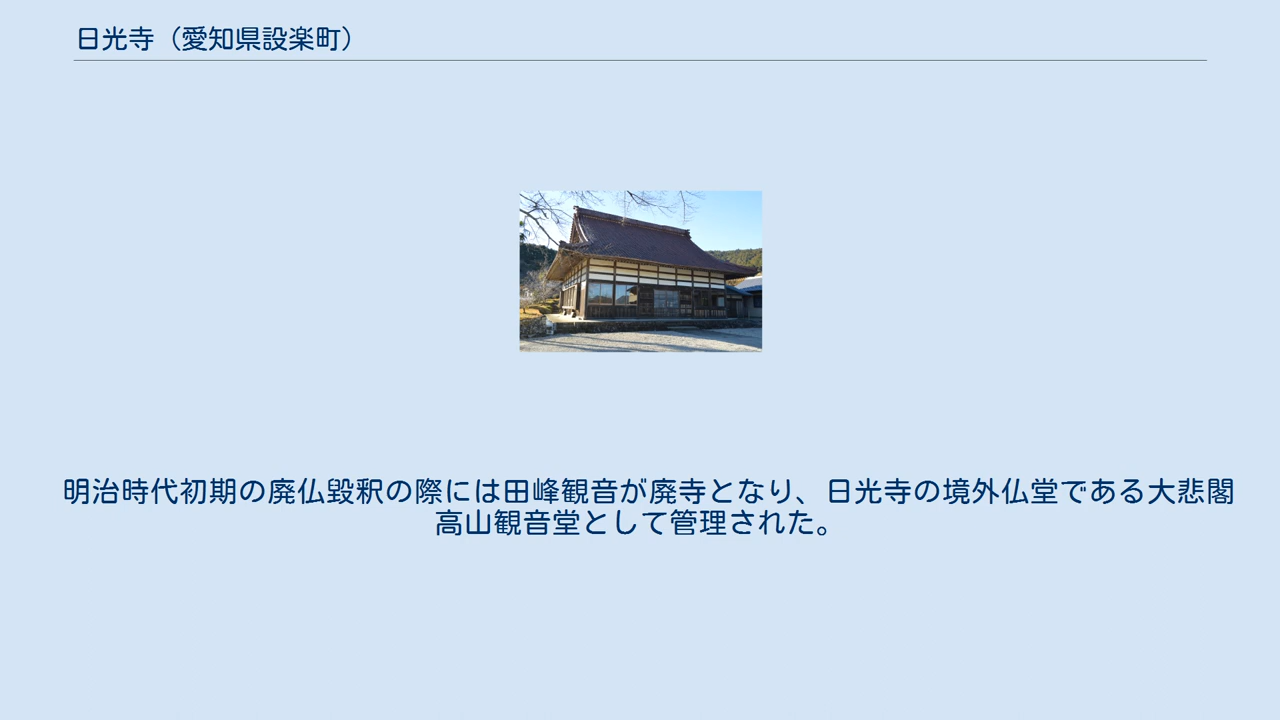 日光寺（愛知県設楽町）
明治時代初期の廃仏毀釈の際には田峰観音が廃寺となり、日光寺の境外仏堂である大悲閣
高山観音堂として管理された。